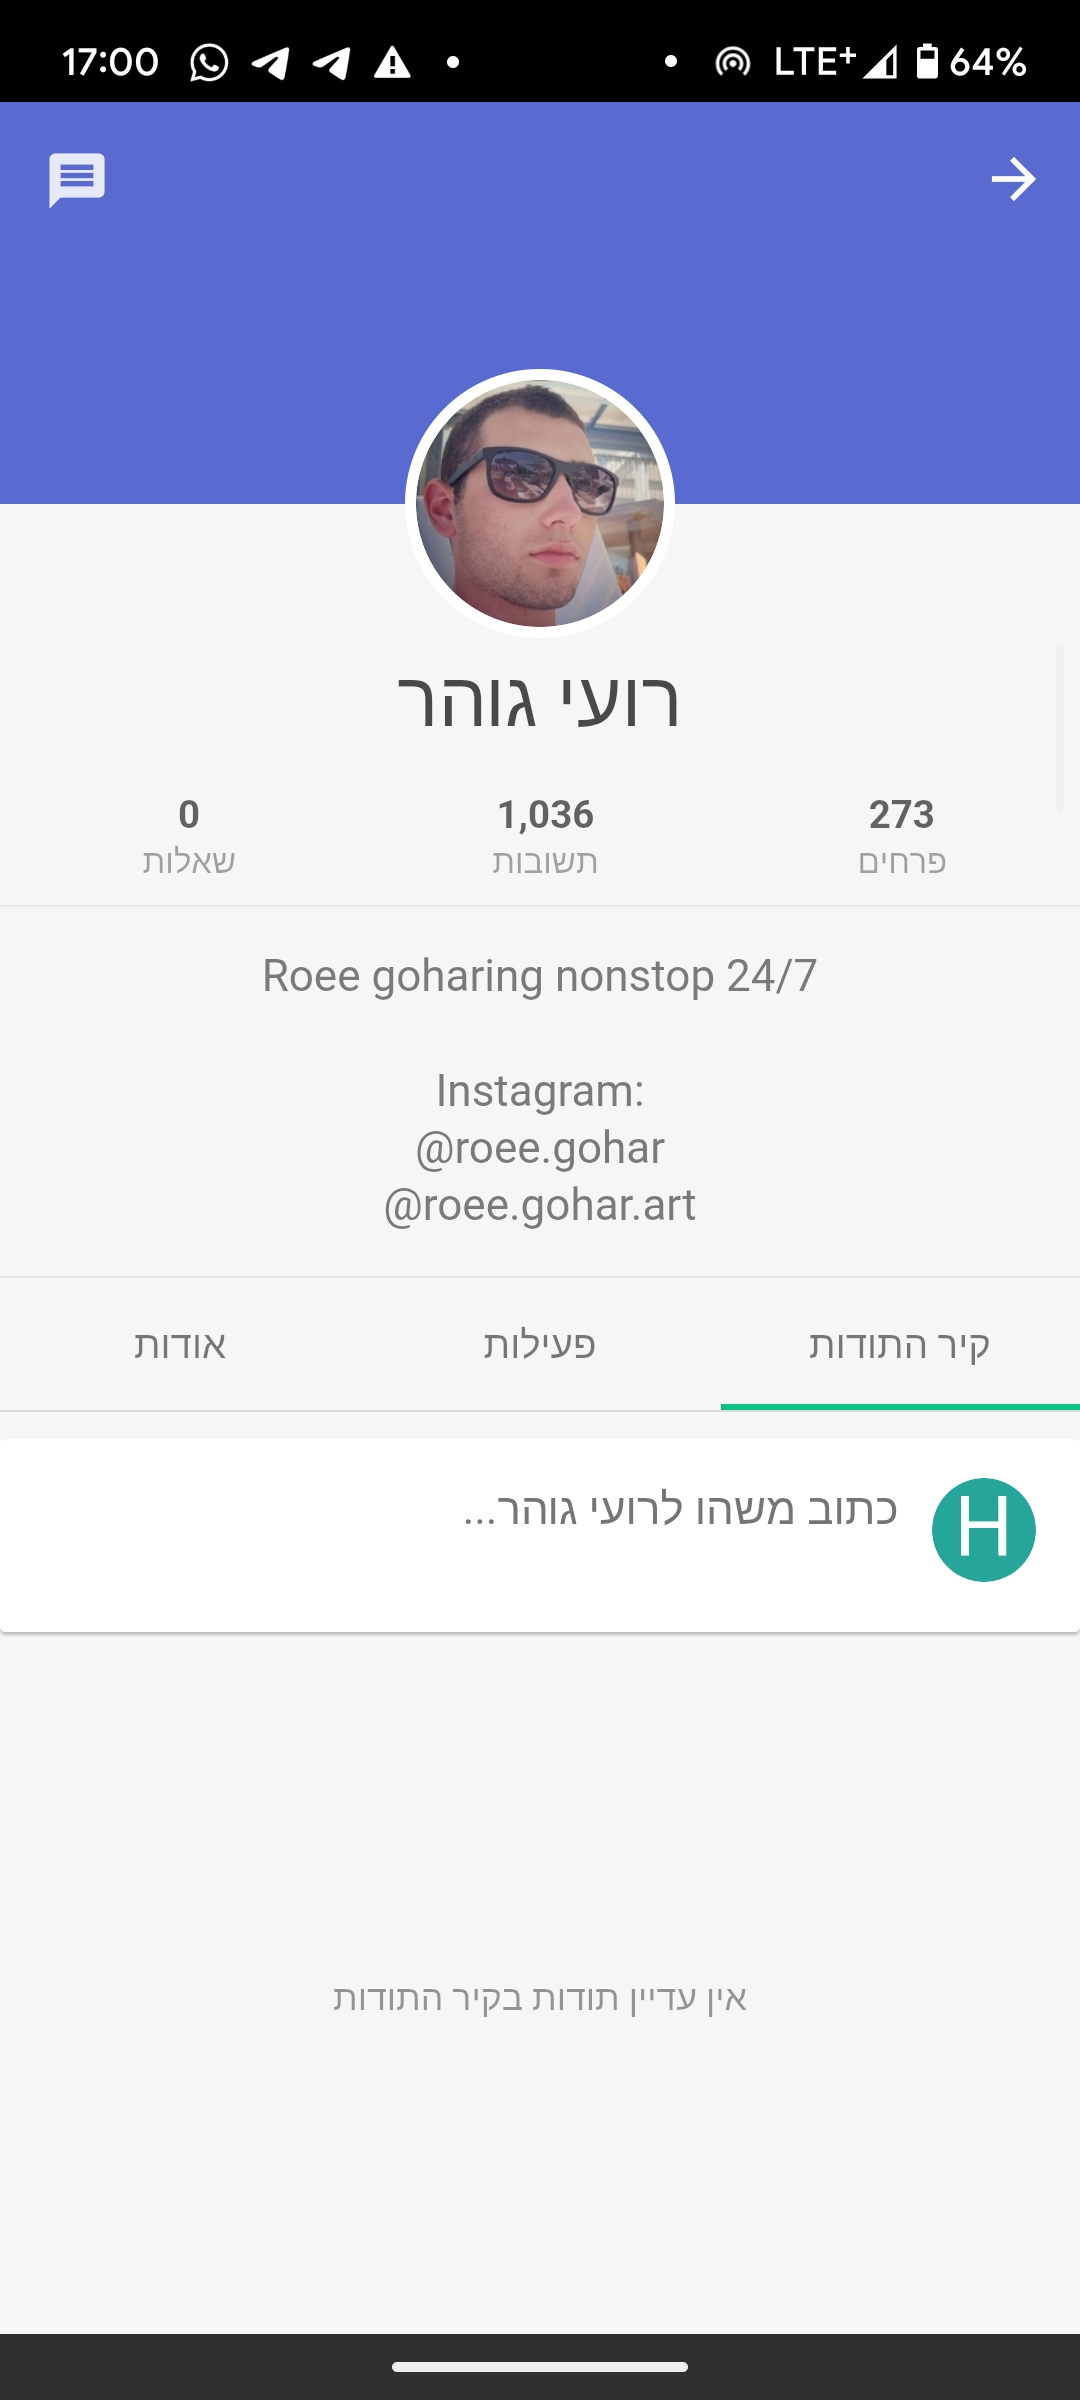 17:00 LTE+ 64%
רועי גוהר
273 1,036 0
פרחים תשובות שאלות
Roee goharing nonstop 24/7
Instagram:
@roee.gohar
@roee.gohar.art
קיר התודות פעילות אודות
H כתוב משהו לרועי גוהר...
אין עדיין תודות בקיר התודות